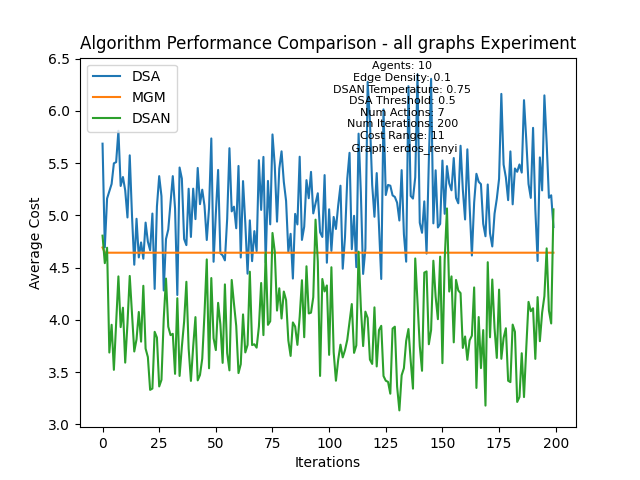 Algorithm Performance Comparison - all graphs Experiment
DSA
MGM
DSAN
Agents: 10
Edge Density: 0.1
DSAN Temperature: 0.75
DSA Threshold: 0.5
Num Actions: 7
Num Iterations: 200
Cost Range: 11
Graph: erdos_renyi
Average Cost
6.5
6.0
5.5
5.0
4.5
4.0
3.5
3.0
0 25 50 75 100 125 150 175 200
Iterations